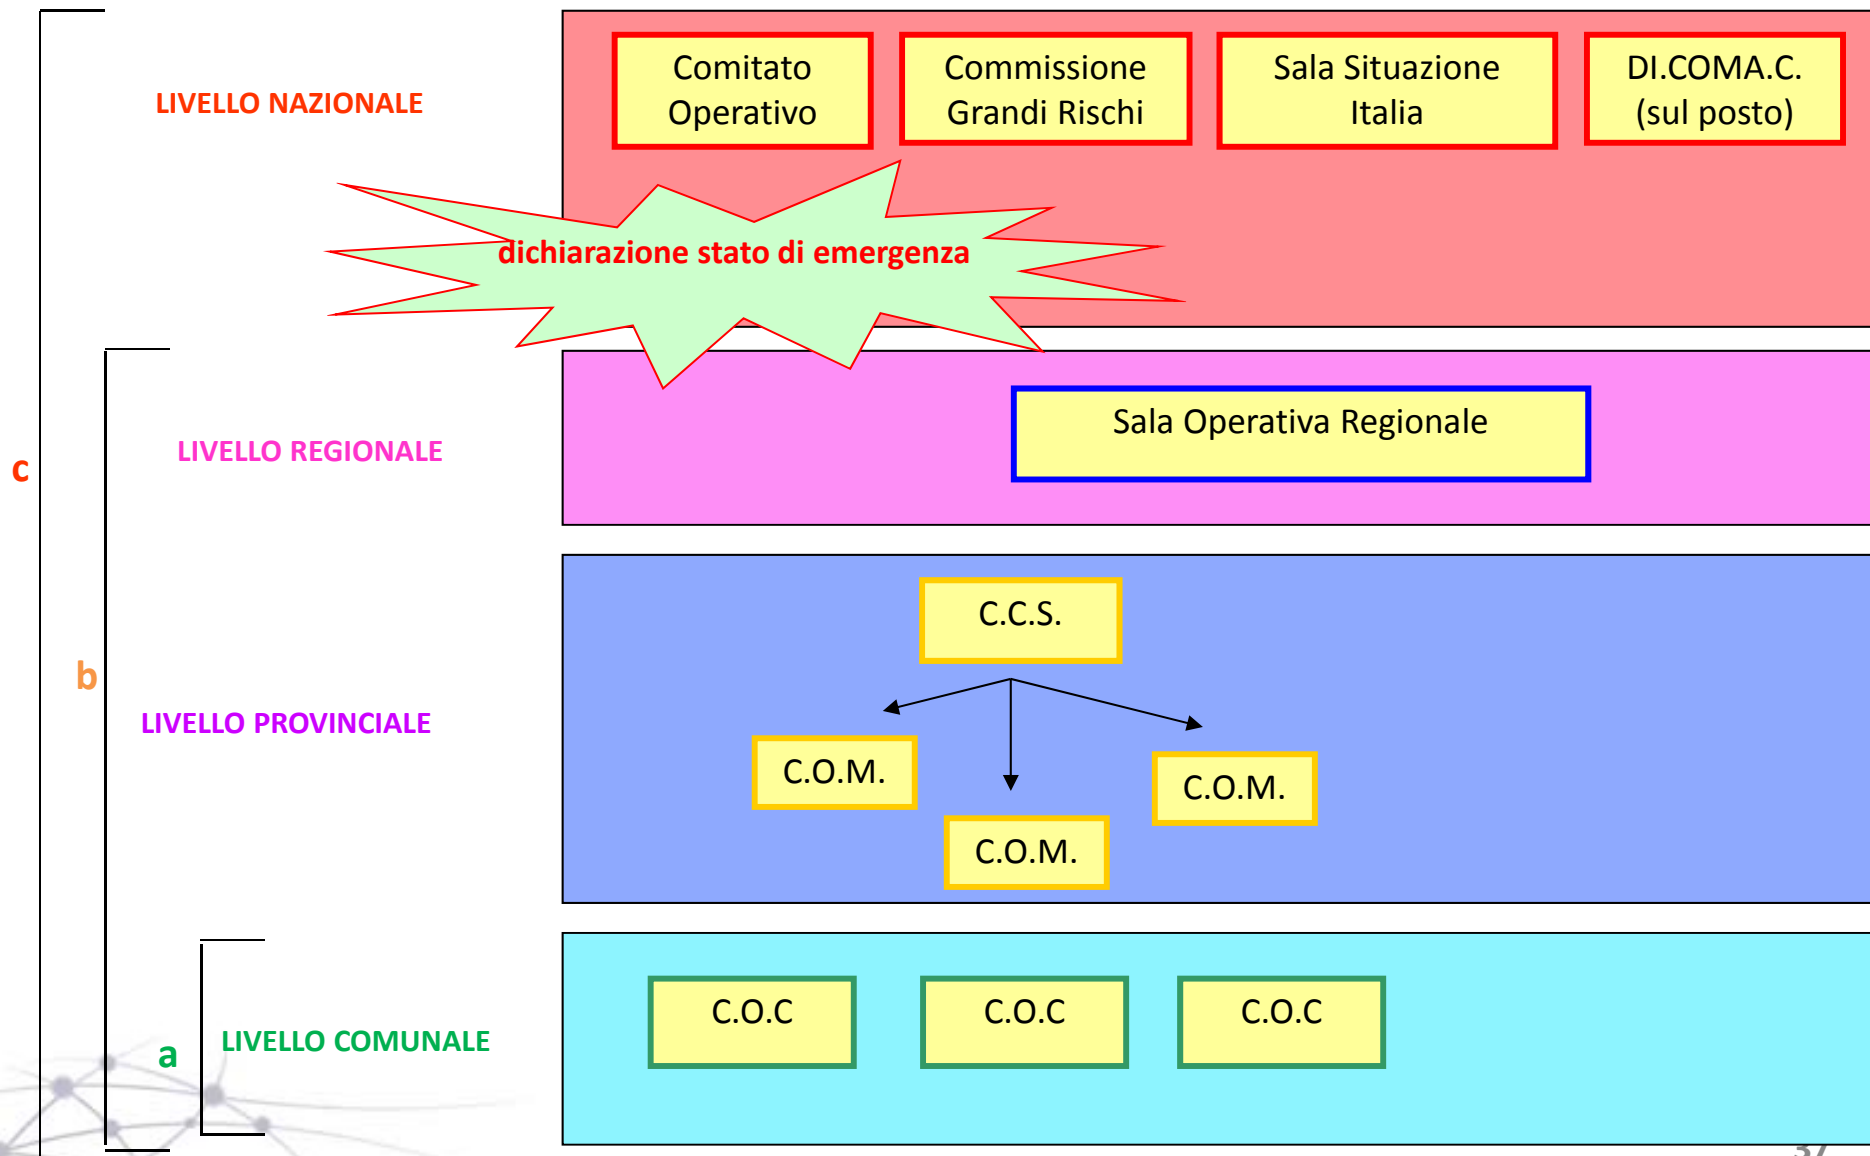 LIVELLO NAZIONALE
Comitato
Operativo
Commissione
Grandi Rischi
Sala Situazione
Italia
DI.COMA.C.
(sul posto)
dichiarazione stato di emergenza
c
LIVELLO REGIONALE
Sala Operativa Regionale
b
LIVELLO PROVINCIALE
C.C.S.
C.O.M.
C.O.M.
C.O.M.
a
LIVELLO COMUNALE
C.O.C
C.O.C
C.O.C
37